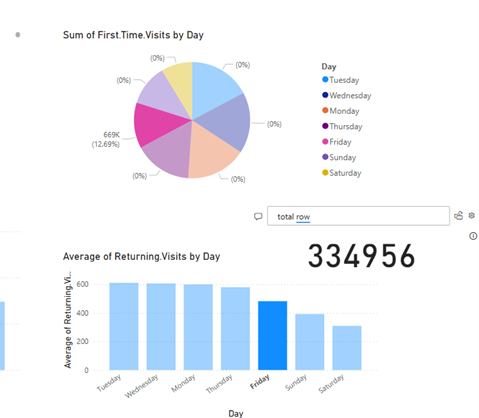 Sum of First.Time.Visits by Day
(0%)
(0%)
(0%)
(0%)
(0%)
(0%)
669K
(12.69%)
Day
Tuesday
Wednesday
Monday
Thursday
Friday
Sunday
Saturday
total row
334956
Average of Returning.Visits by Day
Average of Returning.Vi...
600
400
200
0
Tuesday
Wednesday
Monday
Thursday
Friday
Sunday
Saturday
Day